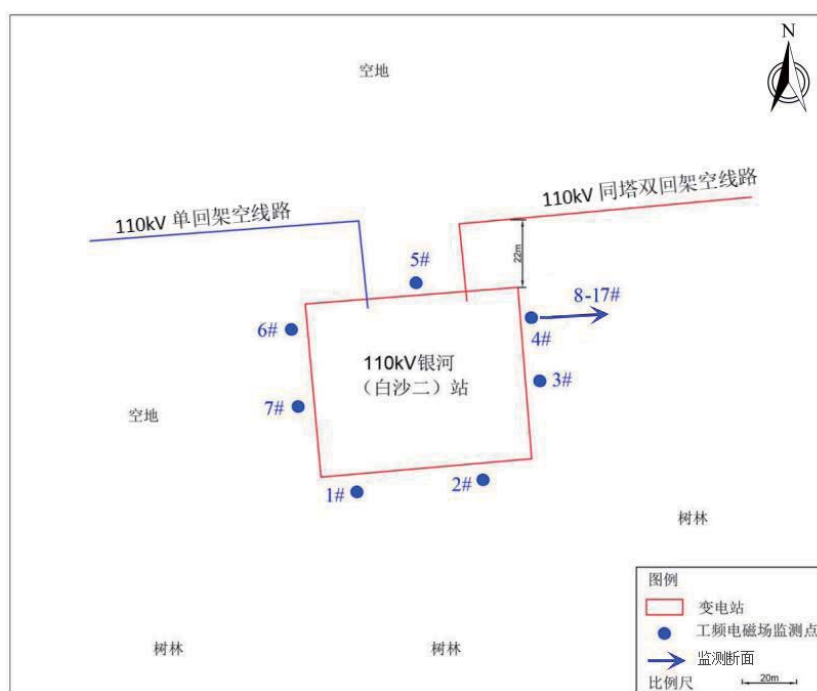 N
空地
110kV 单回架空线路
110kV 同塔双回架空线路
22m
5#
8-17#
6#
4#
110kV银河
（白沙二）站
3#
7#
空地
1#
2#
树林
树林
树林
图例
变电站
工频电磁场监测点
监测断面
比例尺
20m